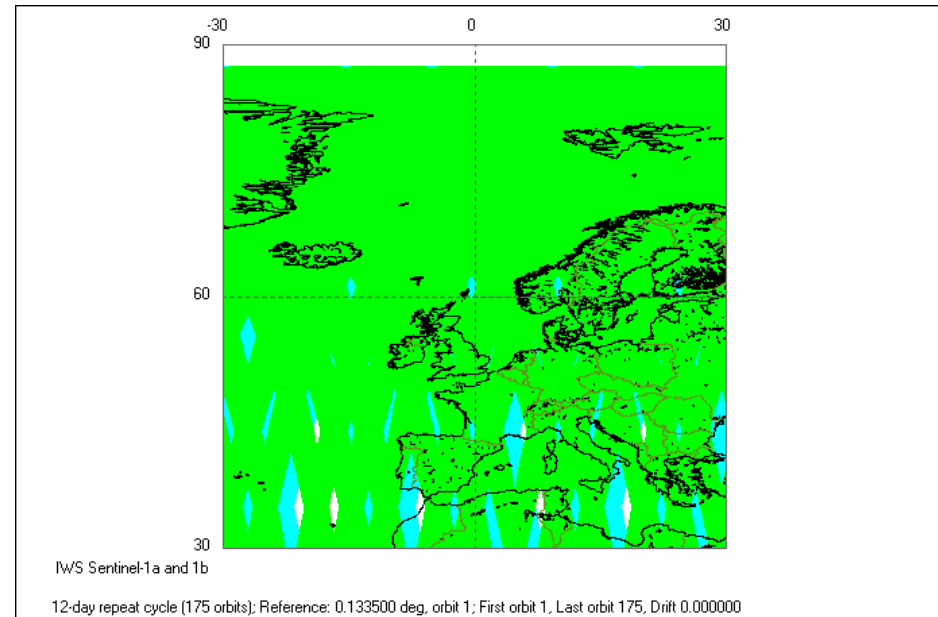 -30 0 30
90
60
30
IWS Sentinel-1a and 1b
12-day repeat cycle (175 orbits); Reference: 0.133500 deg, orbit 1; First orbit 1, Last orbit 175, Drift 0.000000